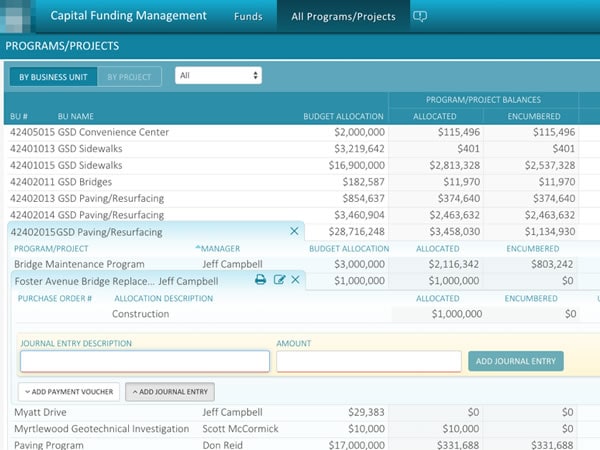 Capital Funding Management Funds All Programs/Projects
PROGRAMS/PROJECTS
BY BUSINESS UNIT BY PROJECT All
PROGRAM/PROJECT BALANCES
BU # BU NAME BUDGET ALLOCATION ALLOCATED ENCUMBERED
42405015 GSD Convenience Center $2,000,000 $115,496 $115,496
42401013 GSD Sidewalks $3,219,642 $401 $401
42401015 GSD Sidewalks $16,900,000 $2,813,328 $2,537,328
42402011 GSD Bridges $182,587 $11,970 $11,970
42402013 GSD Paving/Resurfacing $854,637 $374,640 $374,640
42402014 GSD Paving/Resurfacing $3,460,904 $2,463,632 $2,463,632
42402015GSD Paving/Resurfacing $28,716,248 $3,458,030 $1,134,930
PROGRAM/PROJECT MANAGER BUDGET ALLOCATION ALLOCATED ENCUMBERED
Bridge Maintenance Program Jeff Campbell $3,000,000 $2,116,342 $803,242
Foster Avenue Bridge Replace... Jeff Campbell $1,000,000 $1,000,000 $0
PURCHASE ORDER # ALLOCATION DESCRIPTION ALLOCATED ENCUMBERED
Construction $1,000,000 $0
JOURNAL ENTRY DESCRIPTION AMOUNT
ADD JOURNAL ENTRY
ADD PAYMENT VOUCHER ADD JOURNAL ENTRY
Myatt Drive Jeff Campbell $29,383 $0 $0
Myrtlewood Geotechnical Investigation Scott McCormick $10,000 $10,000 $0
Paving Program Don Reid $17,000,000 $331,688 $331,688